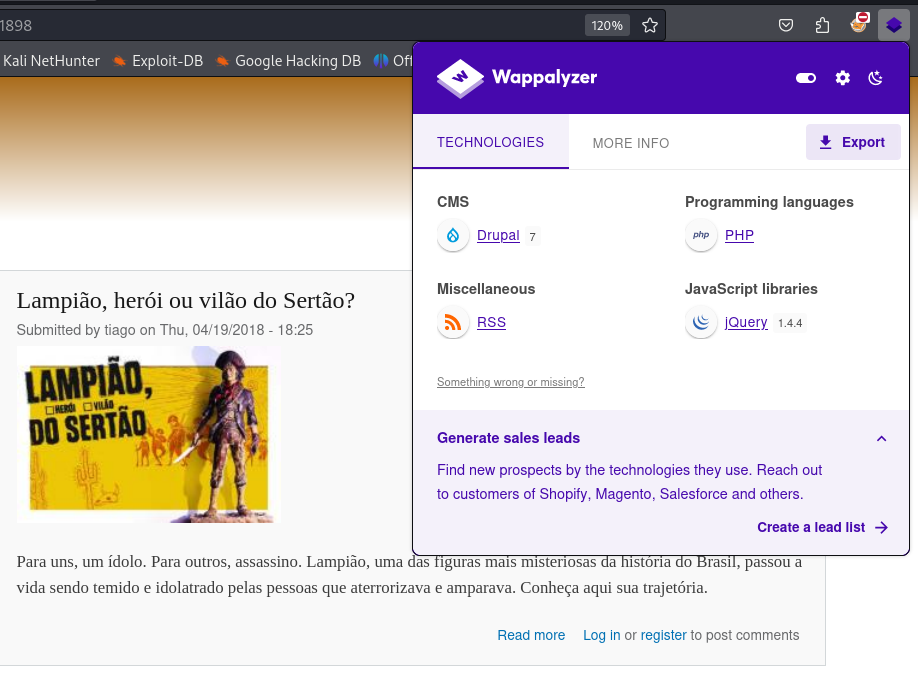 1898
120%
Kali NetHunter
Exploit-DB
Google Hacking DB
Off
Wappalyzer
TECHNOLOGIES
MORE INFO
Export
CMS
Drupal 7
Programming languages
php PHP
Miscellaneous
RSS
JavaScript libraries
jQuery 1.4.4
Something wrong or missing?
Generate sales leads
Find new prospects by the technologies they use. Reach out
to customers of Shopify, Magento, Salesforce and others.
Create a lead list
Lampião, herói ou vilão do Sertão?
Submitted by tiago on Thu, 04/19/2018 - 18:25
LAMPIÃO,
HERÓI VILÃO
DO SERTÃO
Para uns, um ídolo. Para outros, assassino. Lampião, uma das figuras mais misteriosas da história do Brasil, passou a
vida sendo temido e idolatrado pelas pessoas que aterrorizava e amparava. Conheça aqui sua trajetória.
Read more
Log in or register to post comments